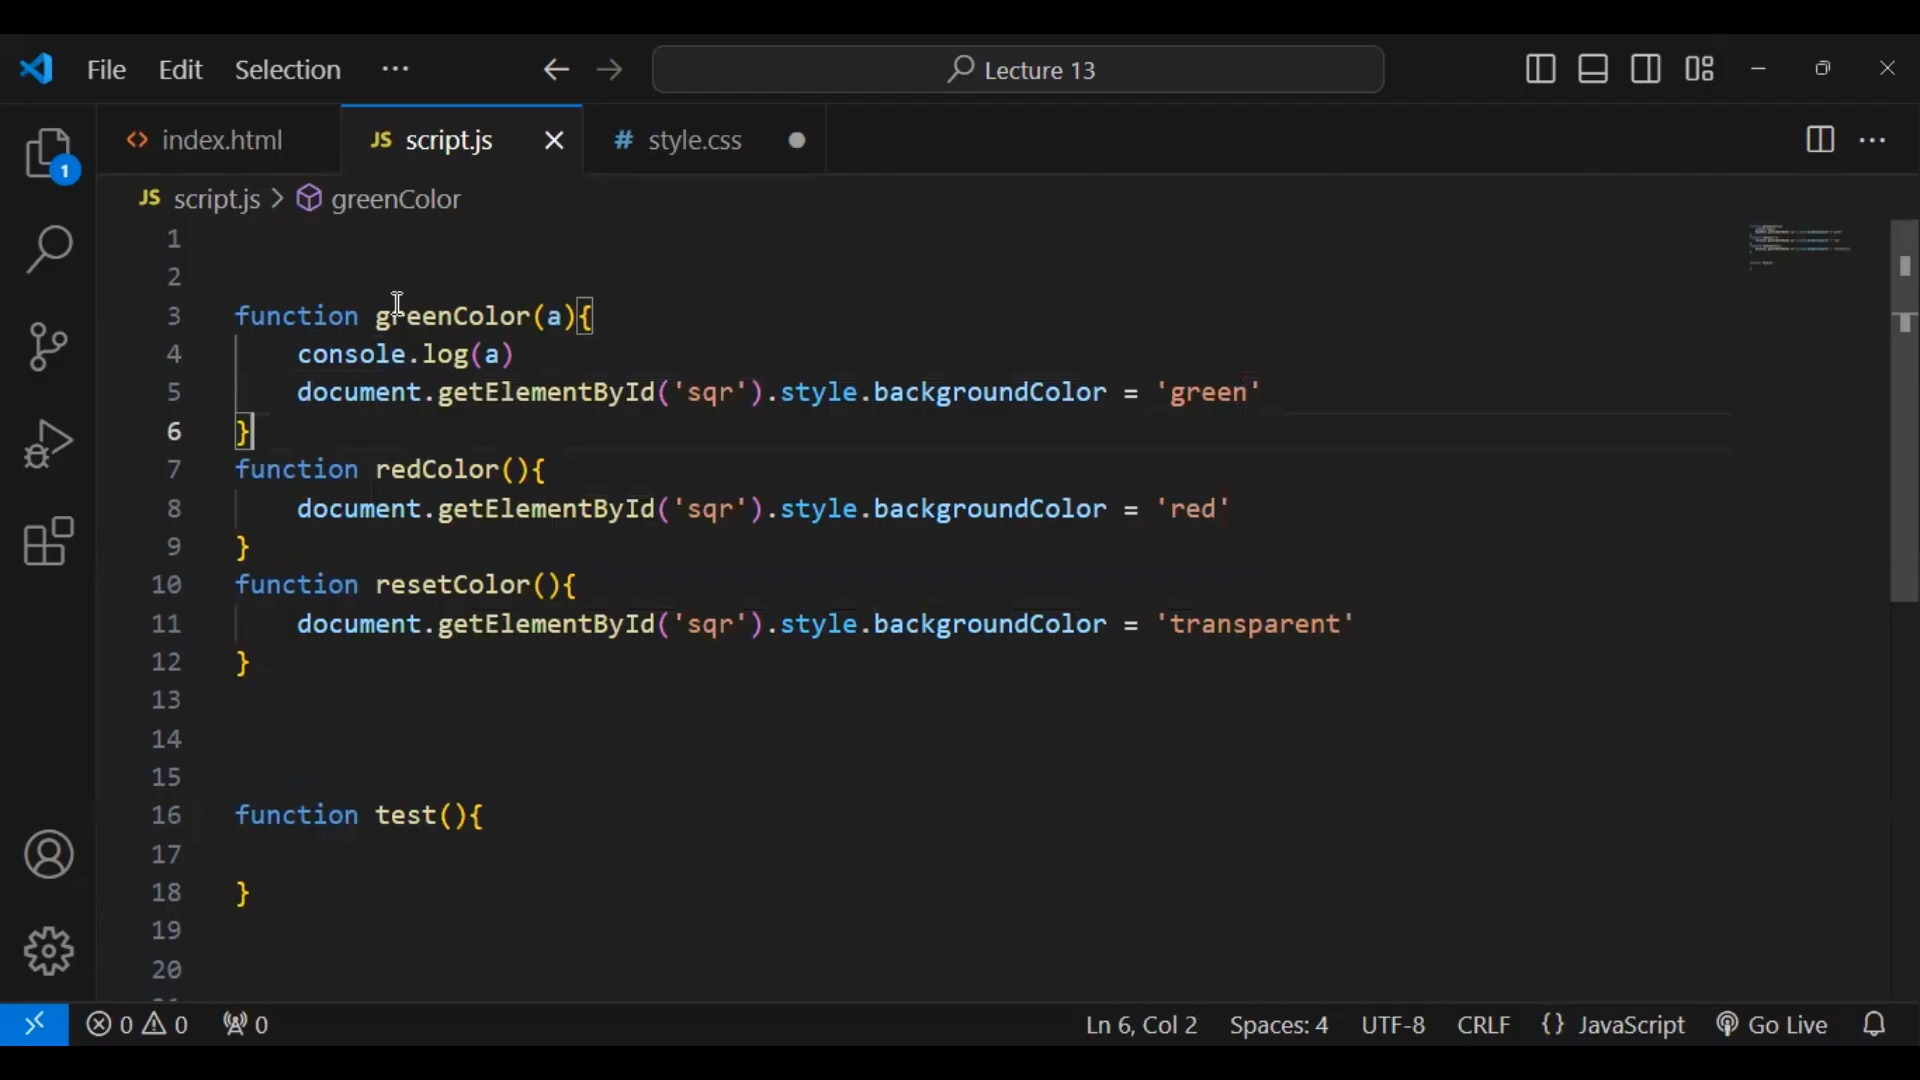 File Edit Selection ··· Lecture 13
index.html JS script.js # style.css
JS script.js > greenColor
1
1
2
3 function greenColor(a){
4     console.log(a)
5     document.getElementById('sqr').style.backgroundColor = 'green'
6 }
7 function redColor(){
8     document.getElementById('sqr').style.backgroundColor = 'red'
9 }
10 function resetColor(){
11     document.getElementById('sqr').style.backgroundColor = 'transparent'
12 }
13
14
15
16 function test(){
17
18 }
19
20
0 0 0 Ln 6, Col 2 Spaces: 4 UTF-8 CRLF {} JavaScript Go Live